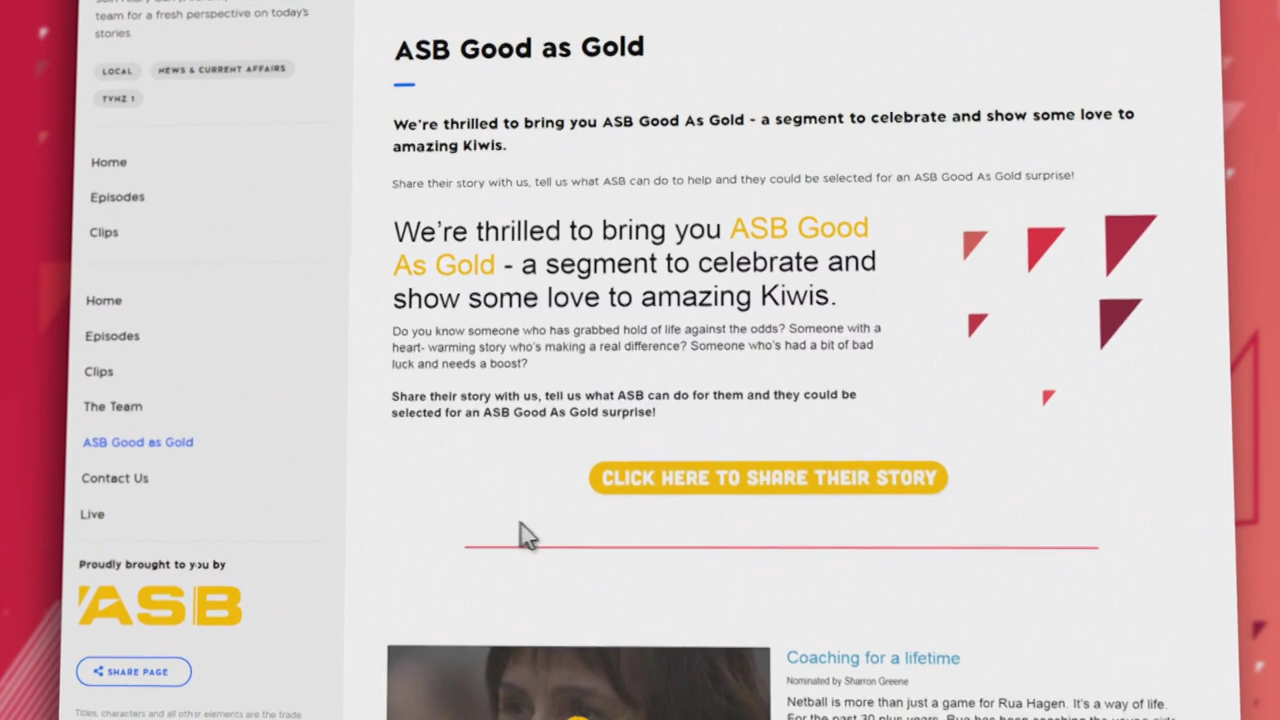 team for a fresh perspective on today's
stories.
LOCAL
NEWS & CURRENT AFFAIRS
TVNZ 1
Home
Episodes
Clips
Home
Episodes
Clips
The Team
ASB Good as Gold
Contact Us
Live
Proudly brought to you by
ASB
SHARE PAGE
Titles, characters and all other elements are the trade
ASB Good as Gold
We're thrilled to bring you ASB Good As Gold - a segment to celebrate and show some love to
amazing Kiwis.
Share their story with us, tell us what ASB can do to help and they could be selected for an ASB Good As Gold surprise!
We're thrilled to bring you ASB Good
As Gold - a segment to celebrate and
show some love to amazing Kiwis.
Do you know someone who has grabbed hold of life against the odds? Someone with a
heart- warming story who's making a real difference? Someone who's had a bit of bad
luck and needs a boost?
Share their story with us, tell us what ASB can do for them and they could be
selected for an ASB Good As Gold surprise!
CLICK HERE TO SHARE THEIR STORY
Coaching for a lifetime
Nominated by Sharron Greene
Netball is more than just a game for Rua Hagen. It's a way of life.